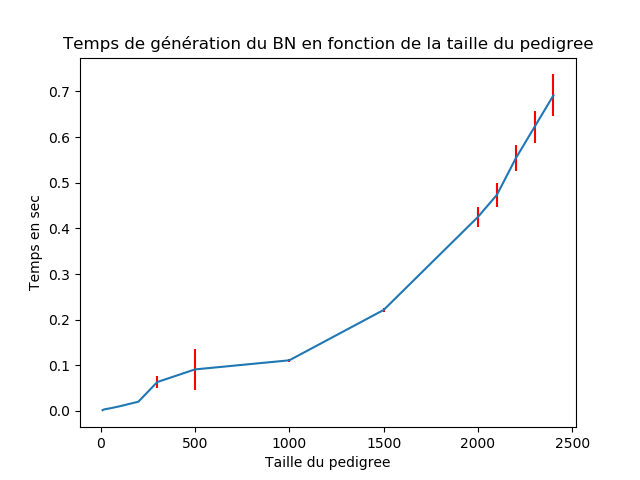 Temps de génération du BN en fonction de la taille du pedigree
0.7
0.6
0.5
0.4
0.3
0.2
0.1
0.0
Temps en sec
0 500 1000 1500 2000 2500
Taille du pedigree